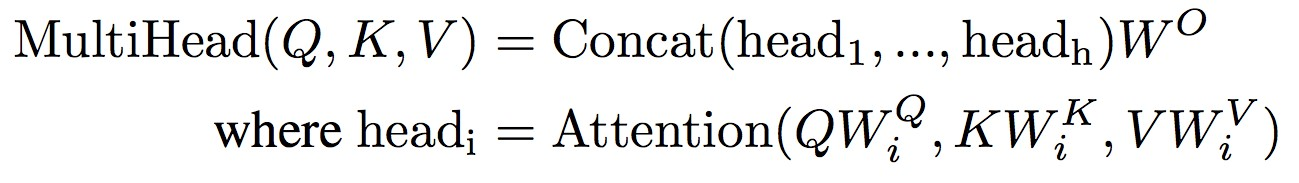 MultiHead(Q, K, V) = Concat(head₁, ..., headₕ)W^O
where headᵢ = Attention(QWᵢ^Q, KWᵢ^K, VWᵢ^V)